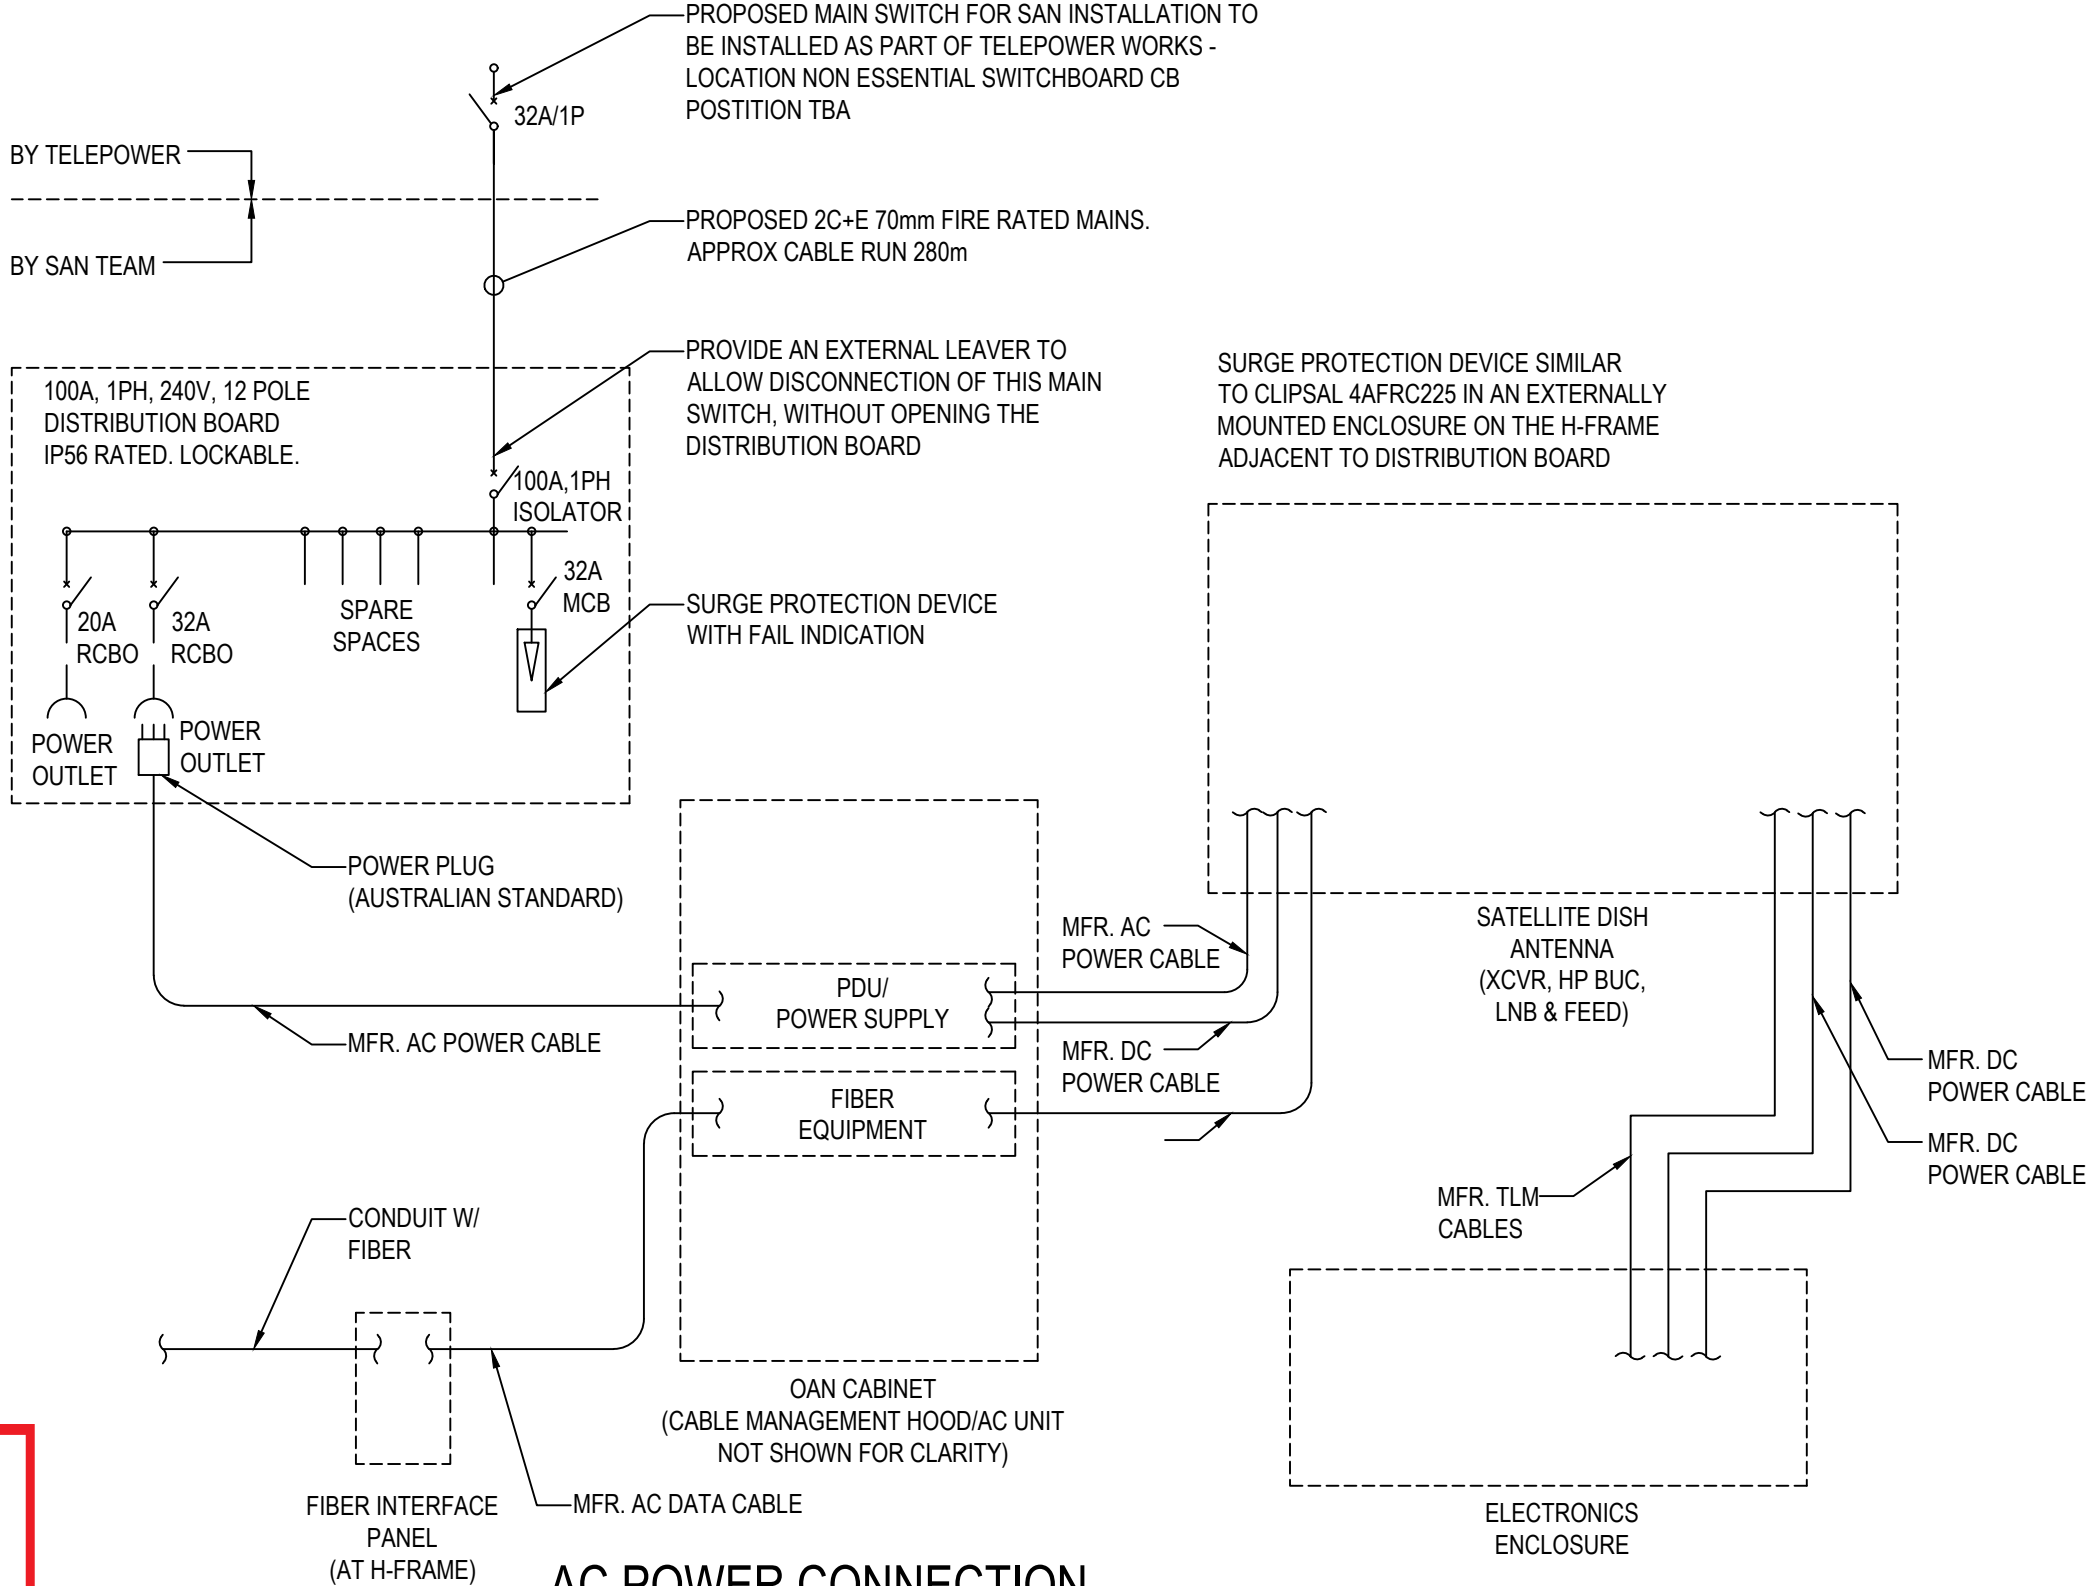 PROPOSED MAIN SWITCH FOR SAN INSTALLATION TO
BE INSTALLED AS PART OF TELEPOWER WORKS -
LOCATION NON ESSENTIAL SWITCHBOARD CB
POSTITION TBA
32A/1P
BY TELEPOWER
BY SAN TEAM
PROPOSED 2C+E 70mm FIRE RATED MAINS.
APPROX CABLE RUN 280m
PROVIDE AN EXTERNAL LEAVER TO
ALLOW DISCONNECTION OF THIS MAIN
SWITCH, WITHOUT OPENING THE
DISTRIBUTION BOARD
SURGE PROTECTION DEVICE SIMILAR
TO CLIPSAL 4AFRC225 IN AN EXTERNALLY
MOUNTED ENCLOSURE ON THE H-FRAME
ADJACENT TO DISTRIBUTION BOARD
100A, 1PH, 240V, 12 POLE
DISTRIBUTION BOARD
IP56 RATED. LOCKABLE.
100A,1PH
ISOLATOR
32A
MCB
SPARE
SPACES
20A
RCBO
32A
RCBO
SURGE PROTECTION DEVICE
WITH FAIL INDICATION
POWER
OUTLET
POWER
OUTLET
POWER PLUG
(AUSTRALIAN STANDARD)
MFR. AC
POWER CABLE
SATELLITE DISH
ANTENNA
(XCVR, HP BUC,
LNB & FEED)
PDU/
POWER SUPPLY
MFR. AC POWER CABLE
MFR. DC
POWER CABLE
MFR. DC
POWER CABLE
MFR. DC
POWER CABLE
FIBER
EQUIPMENT
MFR. TLM
CABLES
CONDUIT W/
FIBER
OAN CABINET
(CABLE MANAGEMENT HOOD/AC UNIT
NOT SHOWN FOR CLARITY)
MFR. AC DATA CABLE
FIBER INTERFACE
PANEL
(AT H-FRAME)
ELECTRONICS
ENCLOSURE
AC POWER CONNECTION